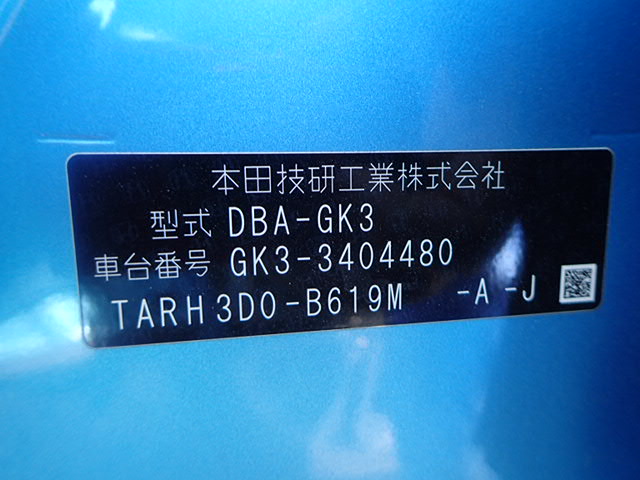 本田技研工業株式会社
型式 DBA-GK3
車台番号 GK3-3404480
TARH3D0-B619M -A -J